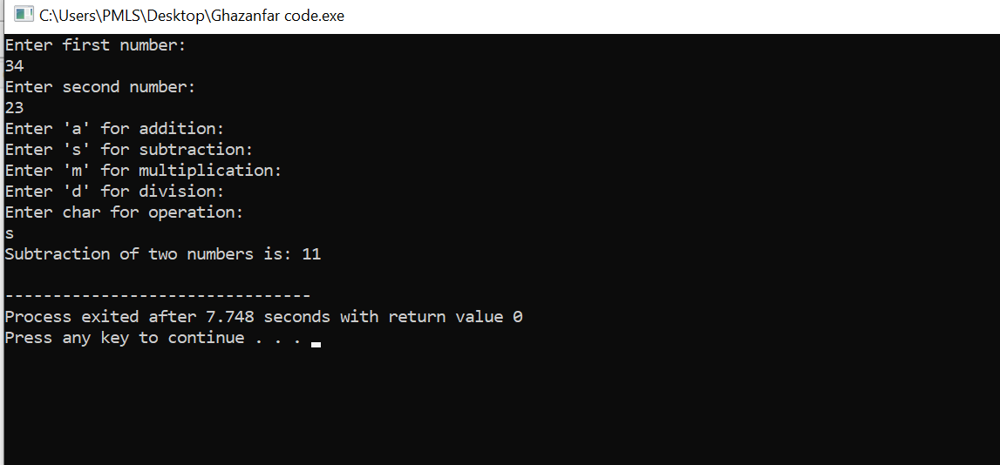 C:\Users\PMLS\Desktop\Ghazanfar code.exe
Enter first number:
34
Enter second number:
23
Enter 'a' for addition:
Enter 's' for subtraction:
Enter 'm' for multiplication:
Enter 'd' for division:
Enter char for operation:
s
Subtraction of two numbers is: 11
--------------------------------
Process exited after 7.748 seconds with return value 0
Press any key to continue . . .